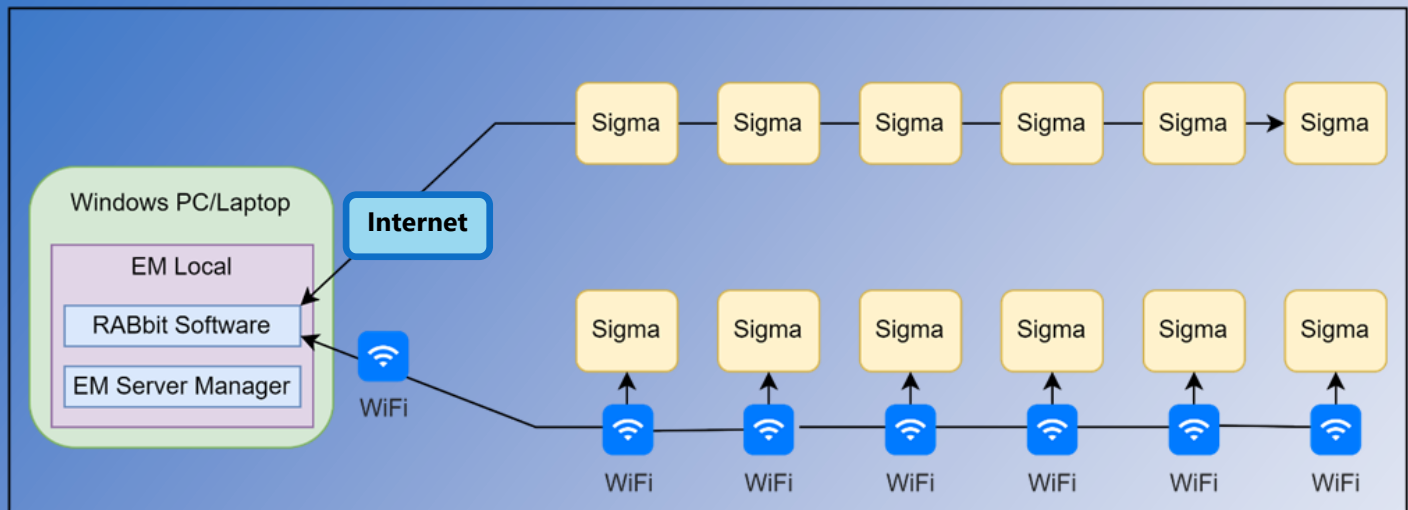 Sigma Sigma Sigma Sigma Sigma Sigma
Windows PC/Laptop
Internet
EM Local
RABbit Software
EM Server Manager
WiFi
Sigma Sigma Sigma Sigma Sigma Sigma
WiFi WiFi WiFi WiFi WiFi WiFi